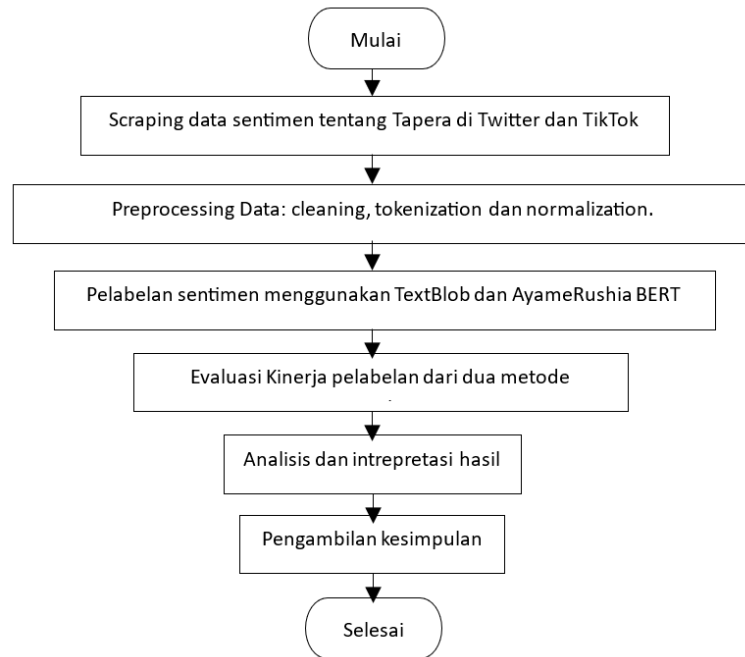 Mulai
Scraping data sentimen tentang Tapera di Twitter dan TikTok
Preprocessing Data: cleaning, tokenization dan normalization.
Pelabelan sentimen menggunakan TextBlob dan AyameRushia BERT
Evaluasi Kinerja pelabelan dari dua metode
.
Analisis dan intrepretasi hasil
Pengambilan kesimpulan
Selesai